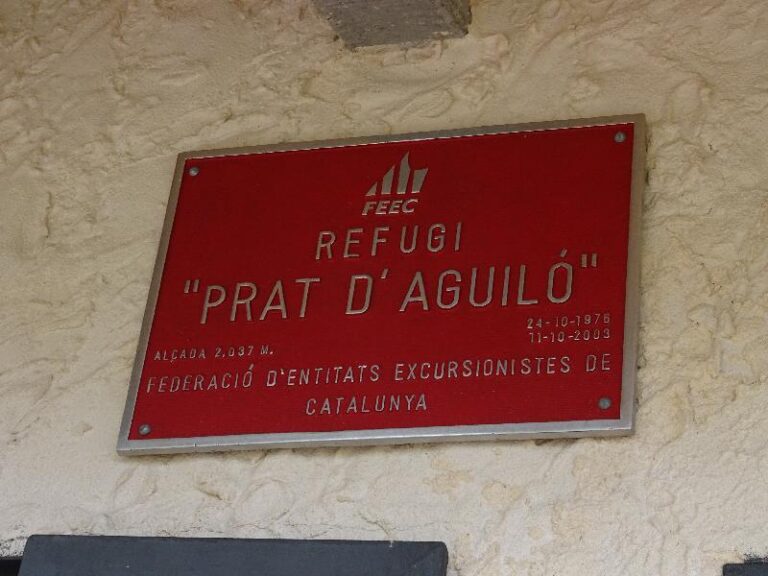 FEEC
REFUGI
"PRAT D'AGUILÓ"
24-10-1976
11-10-2003
ALÇADA 2,037 M.
FEDERACIÓ D'ENTITATS EXCURSIONISTES DE
CATALUNYA